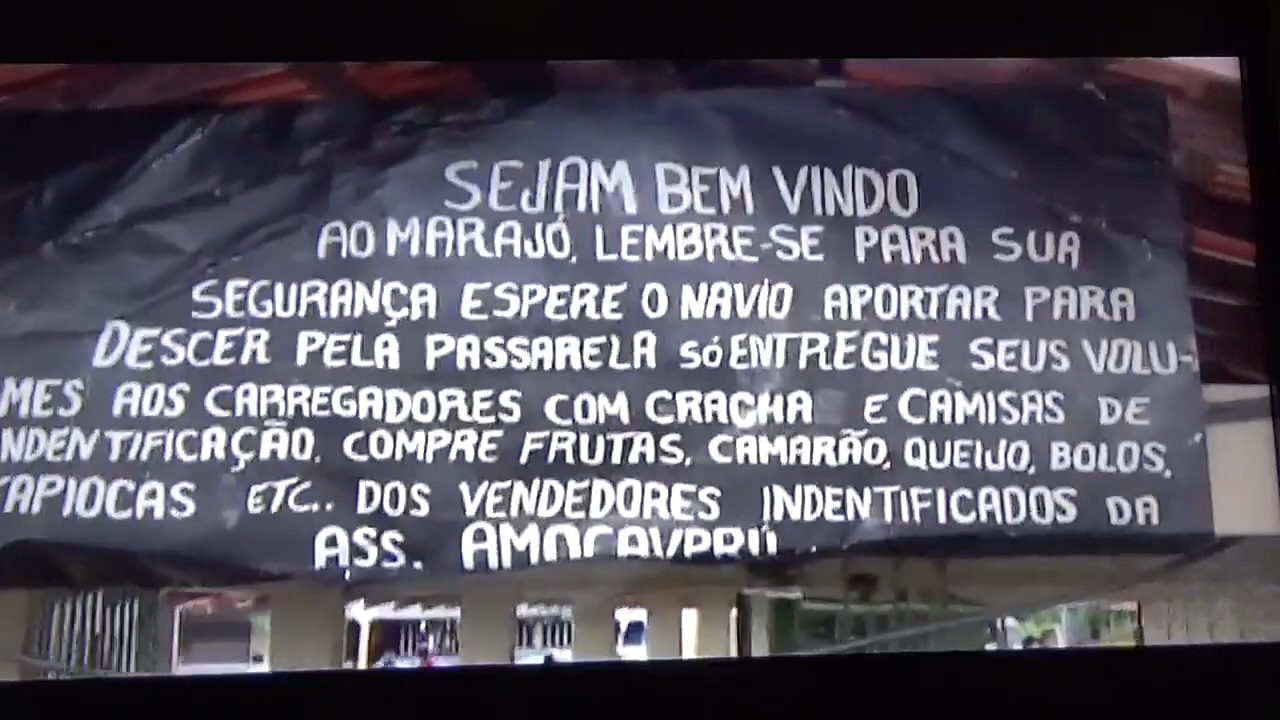 SEJAM BEM VINDO
AO MARAJÓ, LEMBRE-SE PARA SUA
SEGURANÇA ESPERE O NAVIO APORTAR PARA
DESCER PELA PASSARELA SÓ ENTREGUE SEUS VOLU-
MES AOS CARREGADORES COM CRACHA E CAMISAS DE
NDENTIFICAÇÃO. COMPRE FRUTAS, CAMARÃO, QUEIJO, BOLOS,
TAPIOCAS ETC.. DOS VENDEDORES INDENTIFICADOS DA
ASS.